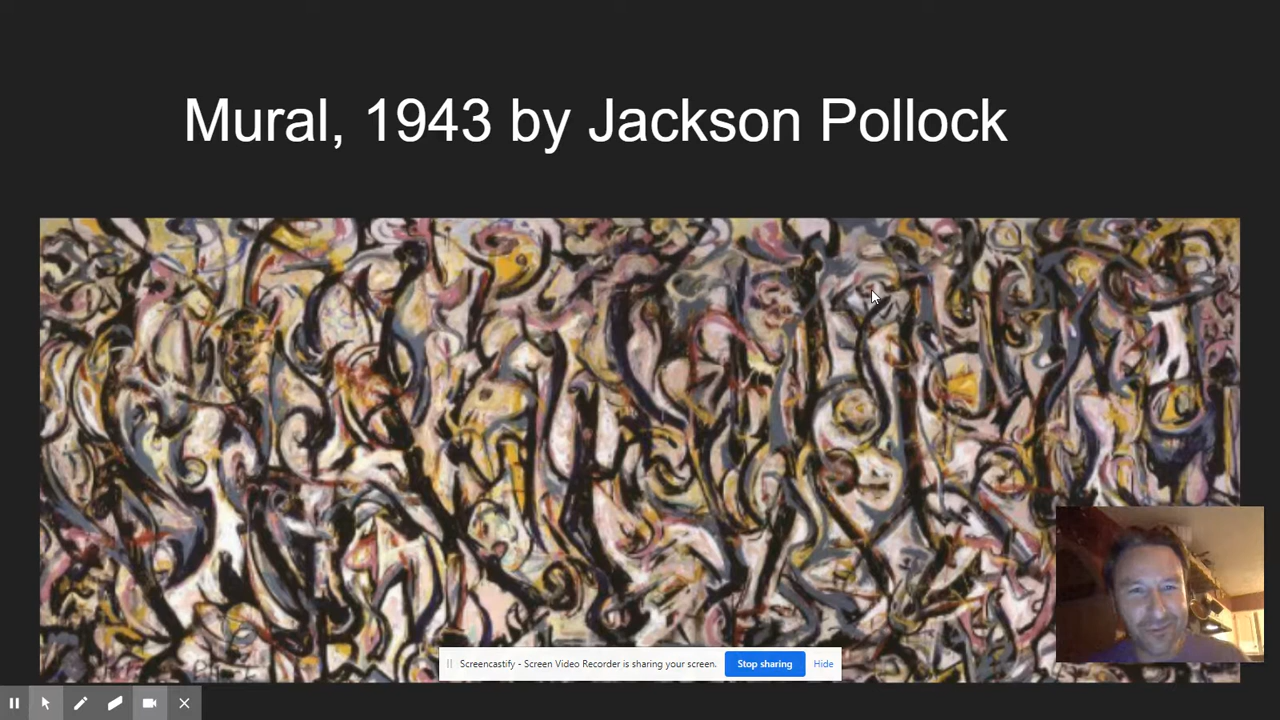 Mural, 1943 by Jackson Pollock
Screencastify - Screen Video Recorder is sharing your screen.
Stop sharing
Hide